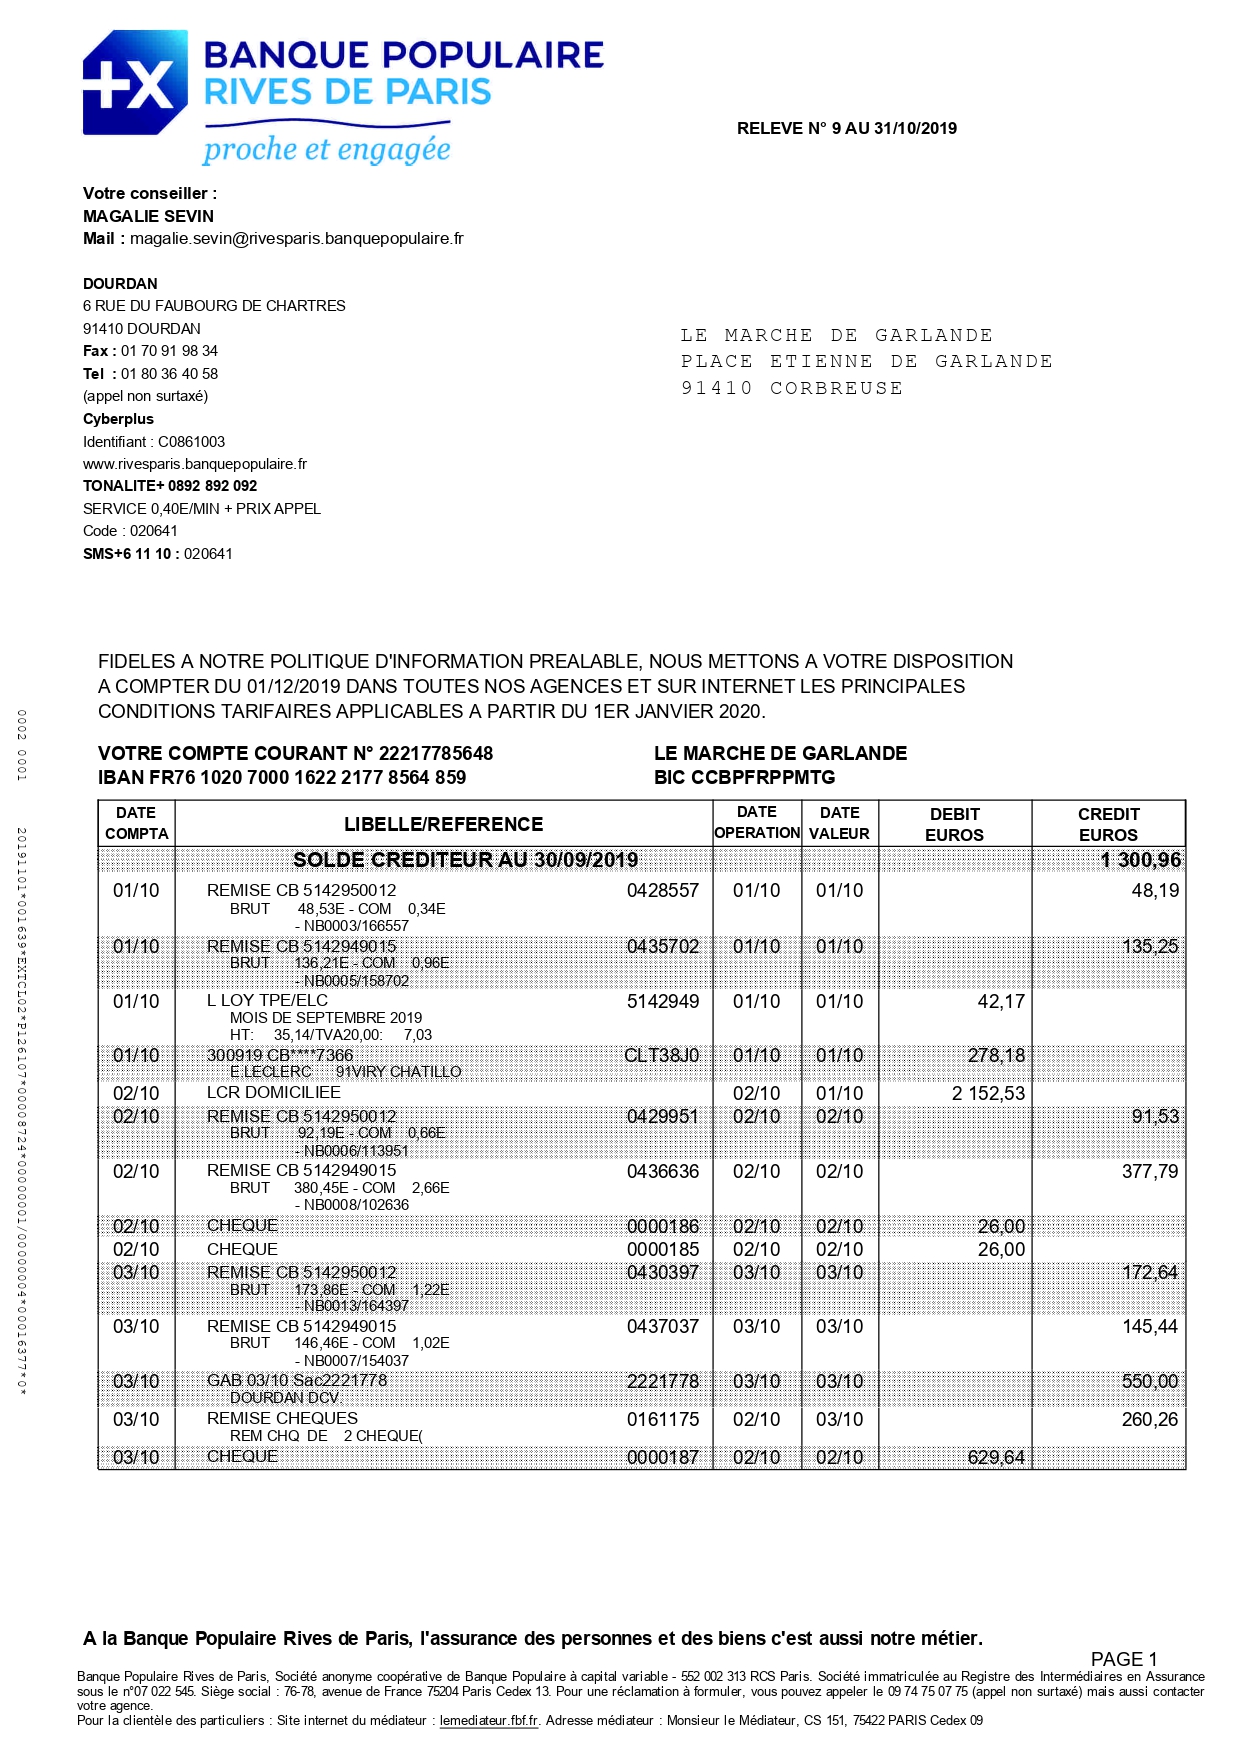 BANQUE POPULAIRE
RIVES DE PARIS
proche et engagée
RELEVE N° 9 AU 31/10/2019
Votre conseiller :
MAGALIE SEVIN
Mail : magalie.sevin@rivesparis.banquepopulaire.fr
DOURDAN
6 RUE DU FAUBOURG DE CHARTRES
91410 DOURDAN
Fax : 01 70 91 98 34
Tel : 01 80 36 40 58
(appel non surtaxé)
Cyberplus
Identifiant : C0861003
www.rivesparis.banquepopulaire.fr
TONALITE+ 0892 892 092
SERVICE 0,40E/MIN + PRIX APPEL
Code : 020641
SMS+6 11 10 : 020641
LE MARCHE DE GARLANDE
PLACE ETIENNE DE GARLANDE
91410 CORBREUSE
FIDELES A NOTRE POLITIQUE D'INFORMATION PREALABLE, NOUS METTONS A VOTRE DISPOSITION
A COMPTER DU 01/12/2019 DANS TOUTES NOS AGENCES ET SUR INTERNET LES PRINCIPALES
CONDITIONS TARIFAIRES APPLICABLES A PARTIR DU 1ER JANVIER 2020.
VOTRE COMPTE COURANT N° 22217785648 LE MARCHE DE GARLANDE
IBAN FR76 1020 7000 1622 2177 8564 859 BIC CCBPFRPPMTG
DATE COMPTA LIBELLE/REFERENCE DATE OPERATION DATE VALEUR DEBIT EUROS CREDIT EUROS
SOLDE CREDITEUR AU 30/09/2019 1 300,96
01/10 REMISE CB 5142950012 0428557 01/10 01/10 48,19
BRUT 48,53E - COM 0,34E
- NB0003/166557
01/10 REMISE CB 5142949015 0435702 01/10 01/10 135,25
BRUT 136,21E - COM 0,96E
- NB0005/158702
01/10 L LOY TPE/ELC 5142949 01/10 01/10 42,17
MOIS DE SEPTEMBRE 2019
HT: 35,14/TVA20,00: 7,03
01/10 300919 CB****7366 CLT38J0 01/10 01/10 278,18
E.LECLERC 91VIRY CHATILLO
02/10 LCR DOMICILIEE 02/10 01/10 2 152,53
02/10 REMISE CB 5142950012 0429951 02/10 02/10 91,53
BRUT 92,19E - COM 0,66E
- NB0006/113951
02/10 REMISE CB 5142949015 0436636 02/10 02/10 377,79
BRUT 380,45E - COM 2,66E
- NB0008/102636
02/10 CHEQUE 0000186 02/10 02/10 26,00
02/10 CHEQUE 0000185 02/10 02/10 26,00
03/10 REMISE CB 5142950012 0430397 03/10 03/10 172,64
BRUT 173,86E - COM 1,22E
- NB0013/164397
03/10 REMISE CB 5142949015 0437037 03/10 03/10 145,44
BRUT 146,46E - COM 1,02E
- NB0007/154037
03/10 GAB 03/10 Sac2221778 2221778 03/10 03/10 550,00
DOURDAN DCV.
03/10 REMISE CHEQUES 0161175 02/10 03/10 260,26
REM CHQ DE 2 CHEQUE(
03/10 CHEQUE 0000187 02/10 02/10 629,64
0002 0001 20191101*001639*EXTCL02*P126107*00008724*00000001/00000004*00016377*0*
A la Banque Populaire Rives de Paris, l'assurance des personnes et des biens c'est aussi notre métier.
PAGE 1
Banque Populaire Rives de Paris, Société anonyme coopérative de Banque Populaire à capital variable - 552 002 313 RCS Paris. Société immatriculée au Registre des Intermédiaires en Assurance
sous le n°07 022 545. Siège social : 76-78, avenue de France 75204 Paris Cedex 13. Pour une réclamation à formuler, vous pouvez appeler le 09 74 75 07 75 (appel non surtaxé) mais aussi contacter
votre agence.
Pour la clientèle des particuliers : Site internet du médiateur : lemediateur.fbf.fr. Adresse médiateur : Monsieur le Médiateur, CS 151, 75422 PARIS Cedex 09